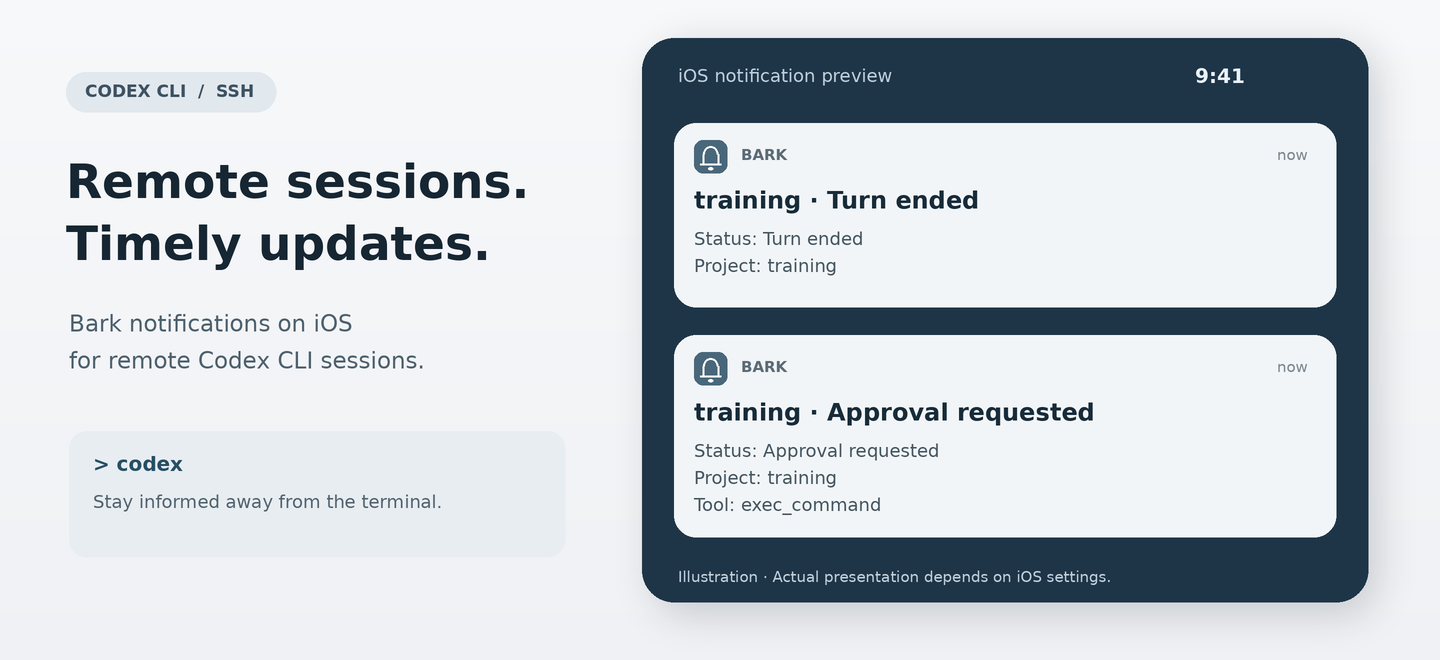 CODEX CLI / SSH
Remote sessions.
Timely updates.
Bark notifications on iOS
for remote Codex CLI sessions.
> codex
Stay informed away from the terminal.
iOS notification preview
9:41
BARK
now
training · Turn ended
Status: Turn ended
Project: training
BARK
now
training · Approval requested
Status: Approval requested
Project: training
Tool: exec_command
Illustration · Actual presentation depends on iOS settings.